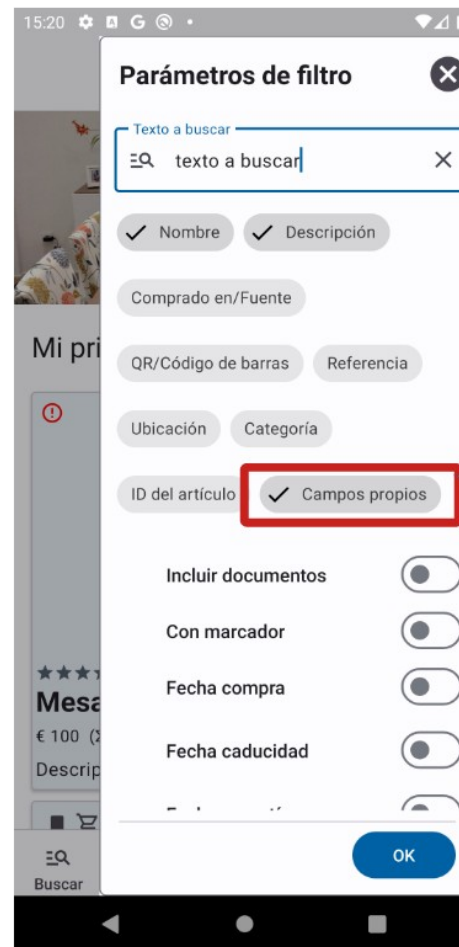 15:20
Parámetros de filtro
Texto a buscar
texto a buscar
Nombre
Descripción
Comprado en/Fuente
Mi pri
QR/Código de barras
Referencia
Ubicación
Categoría
ID del artículo
Campos propios
Incluir documentos
Con marcador
Fecha compra
Mesa
€ 100
Fecha caducidad
Descrip
OK
Buscar